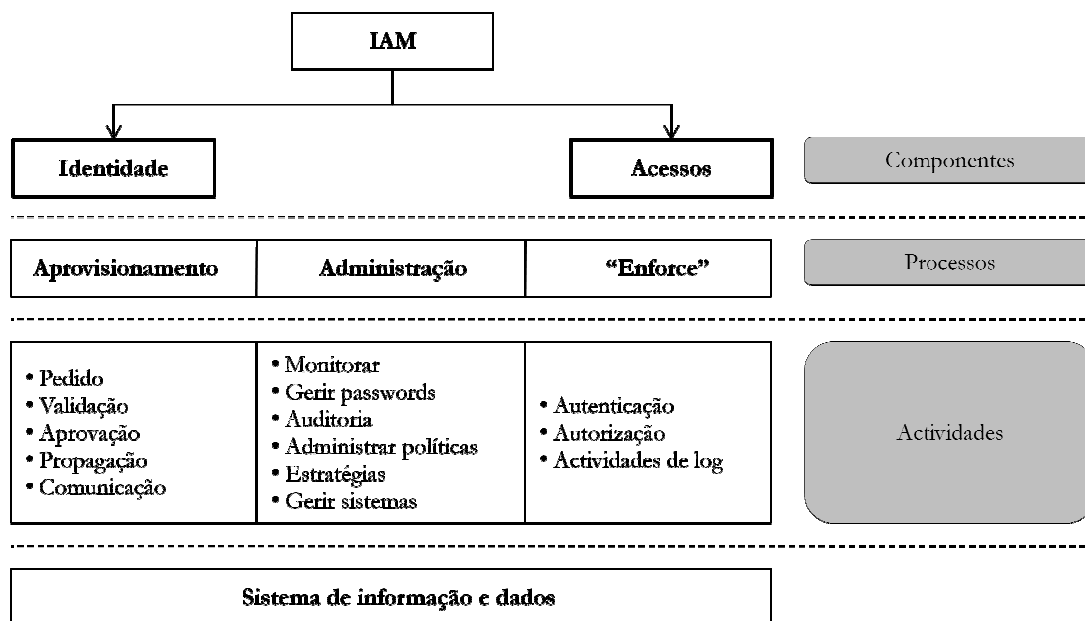 IAM
Identidade
Acessos
Componentes
Aprovisionamento
Administração
“Enforce”
Processos
• Pedido
• Validação
• Aprovação
• Propagação
• Comunicação
• Monitorar
• Gerir passwords
• Auditoria
• Administrar políticas
• Estratégias
• Gerir sistemas
• Autenticação
• Autorização
• Actividades de log
Actividades
Sistema de informação e dados